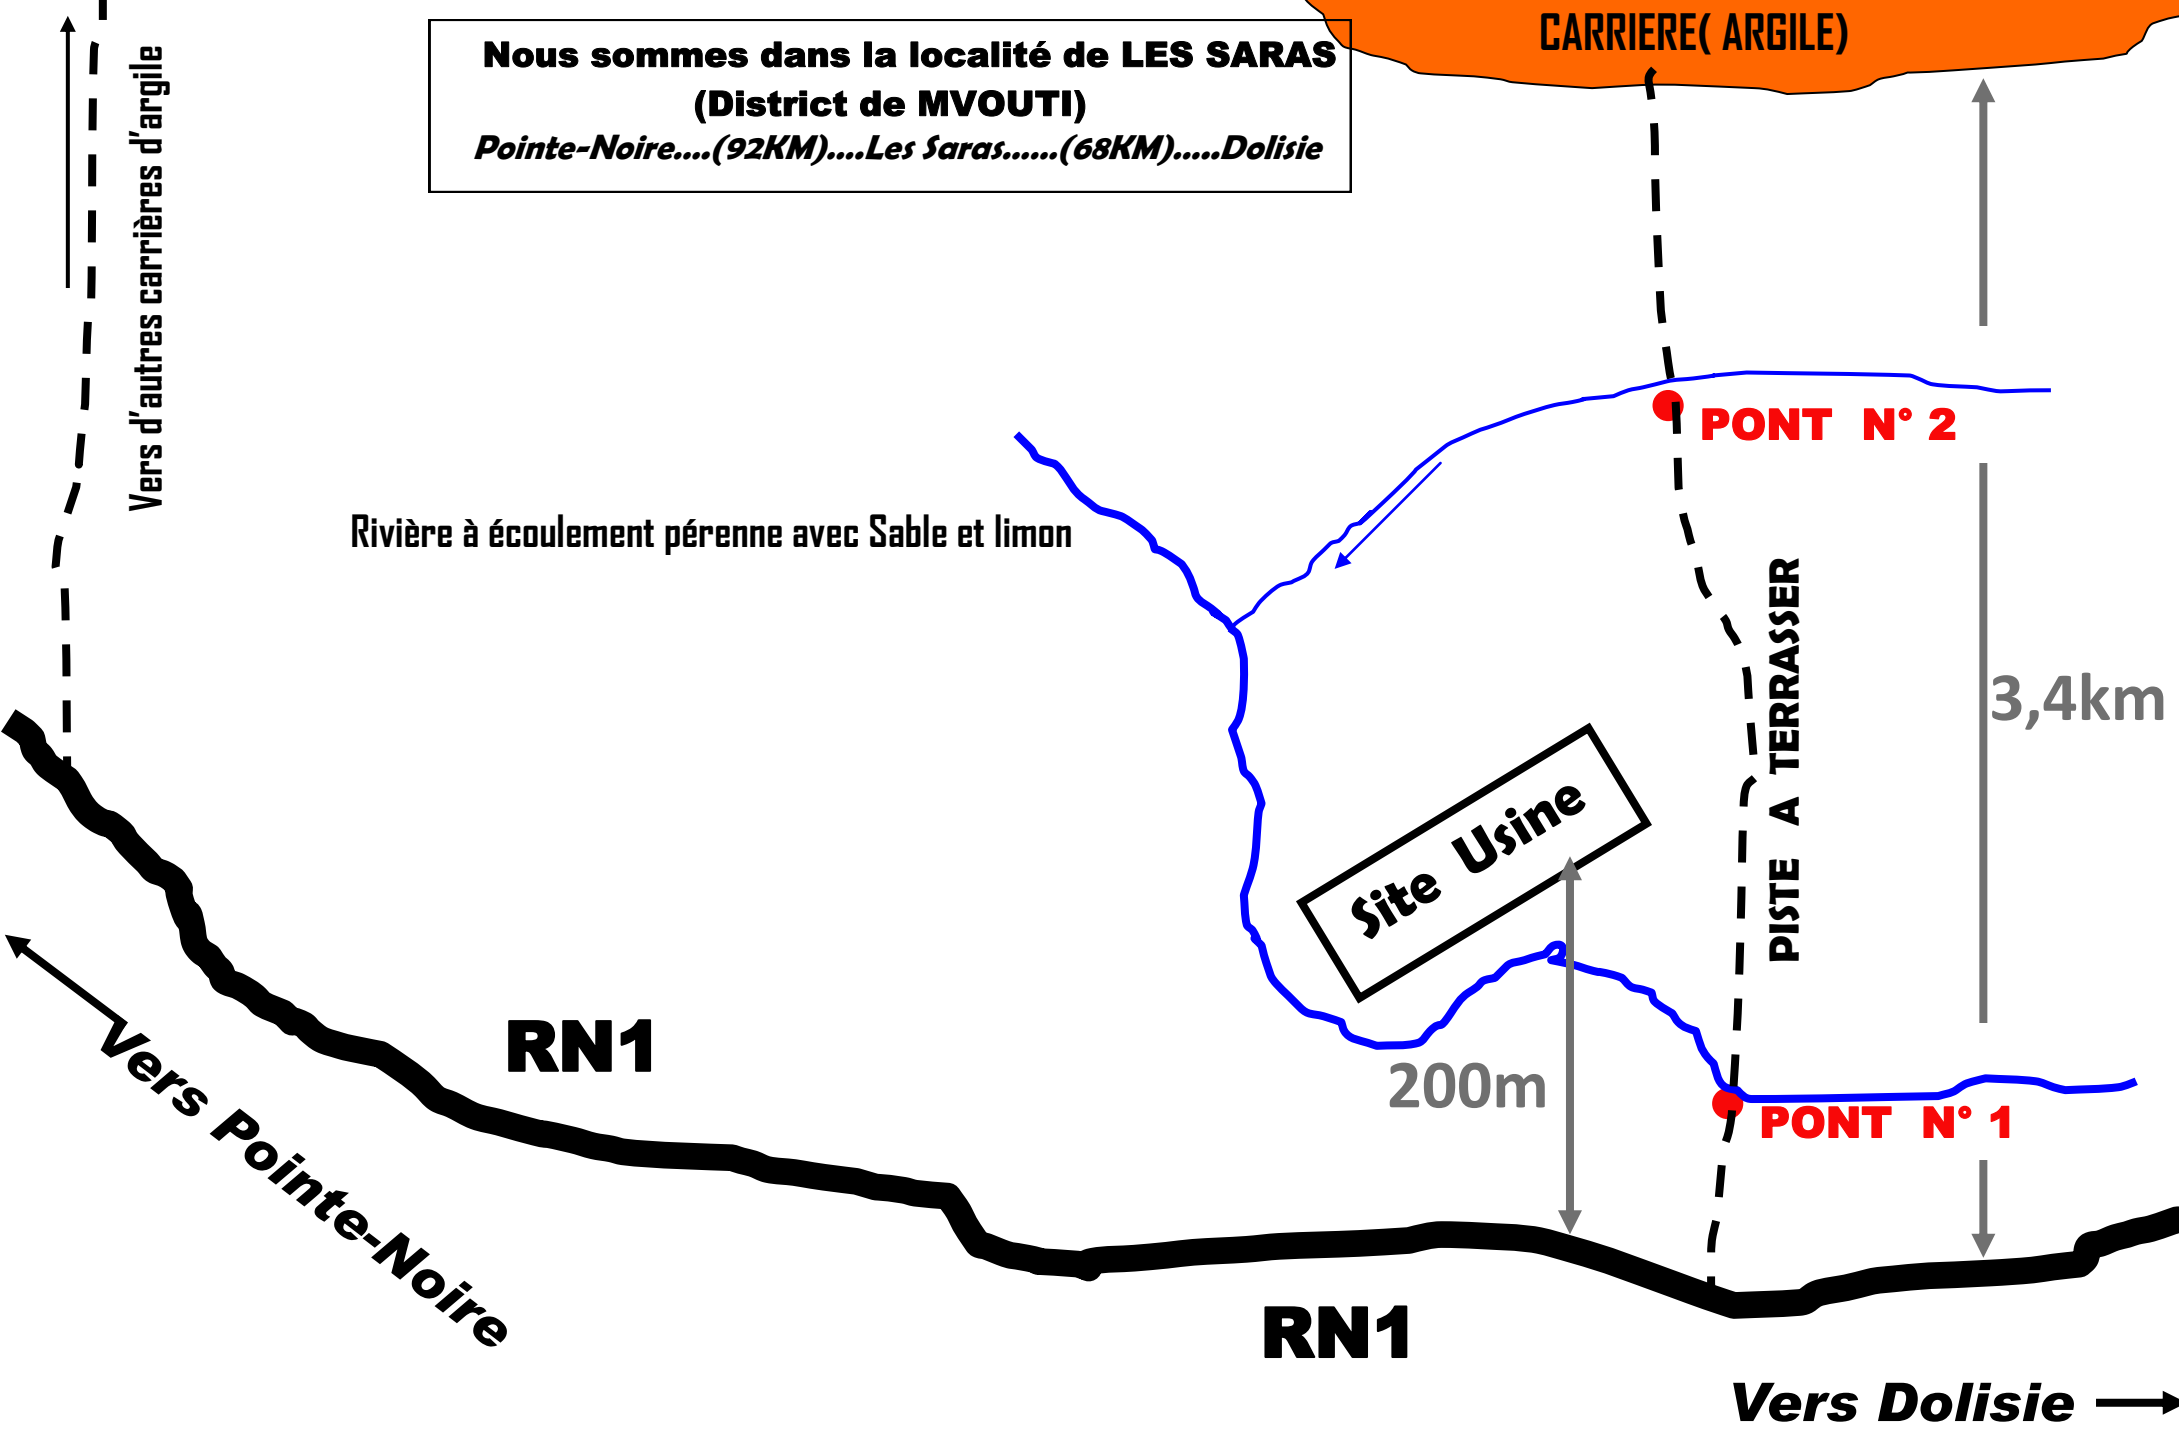 CARRIERE( ARGILE)
Nous sommes dans la localité de LES SARAS
(District de MVOUTI)
Pointe-Noire....(92KM)....Les Saras......(68KM).....Dolisie
Vers d'autres carrières d'argile
PONT N° 2
Rivière à écoulement pérenne avec Sable et limon
PISTE A TERRASSER
3,4km
Site Usine
RN1
200m
PONT N° 1
Vers Pointe-Noire
RN1
Vers Dolisie